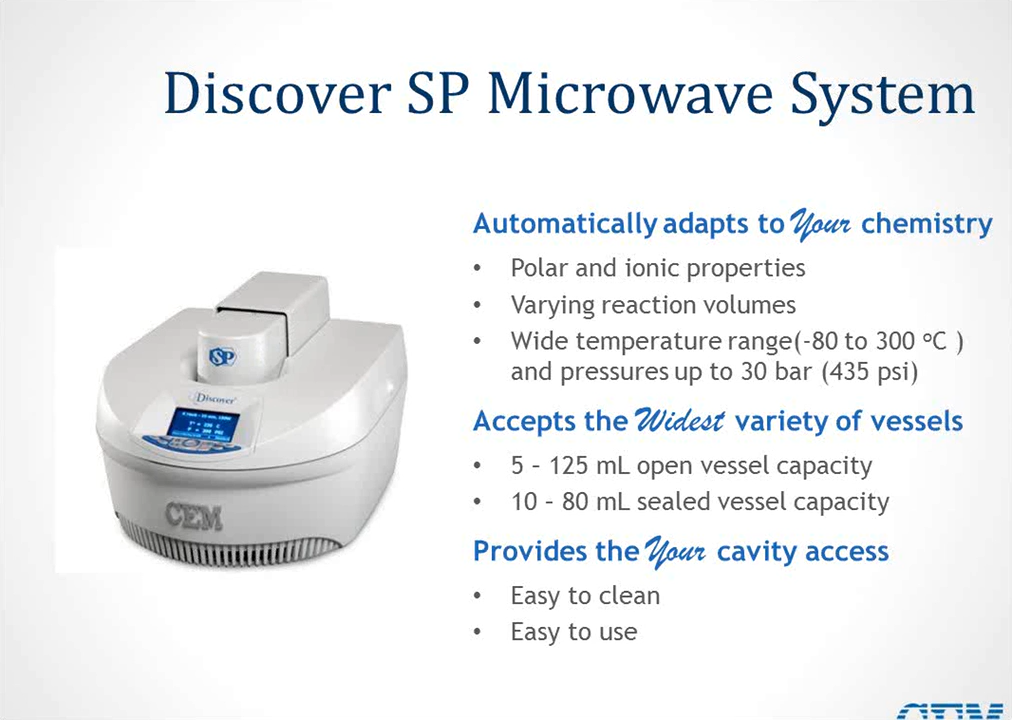 Discover SP Microwave System
Automatically adapts to Your chemistry
• Polar and ionic properties
• Varying reaction volumes
• Wide temperature range(-80 to 300 ºC )
and pressures up to 30 bar (435 psi)
SP
Discover
Accepts the Widest variety of vessels
• 5 – 125 mL open vessel capacity
• 10 – 80 mL sealed vessel capacity
CEM
Provides the Your cavity access
• Easy to clean
• Easy to use